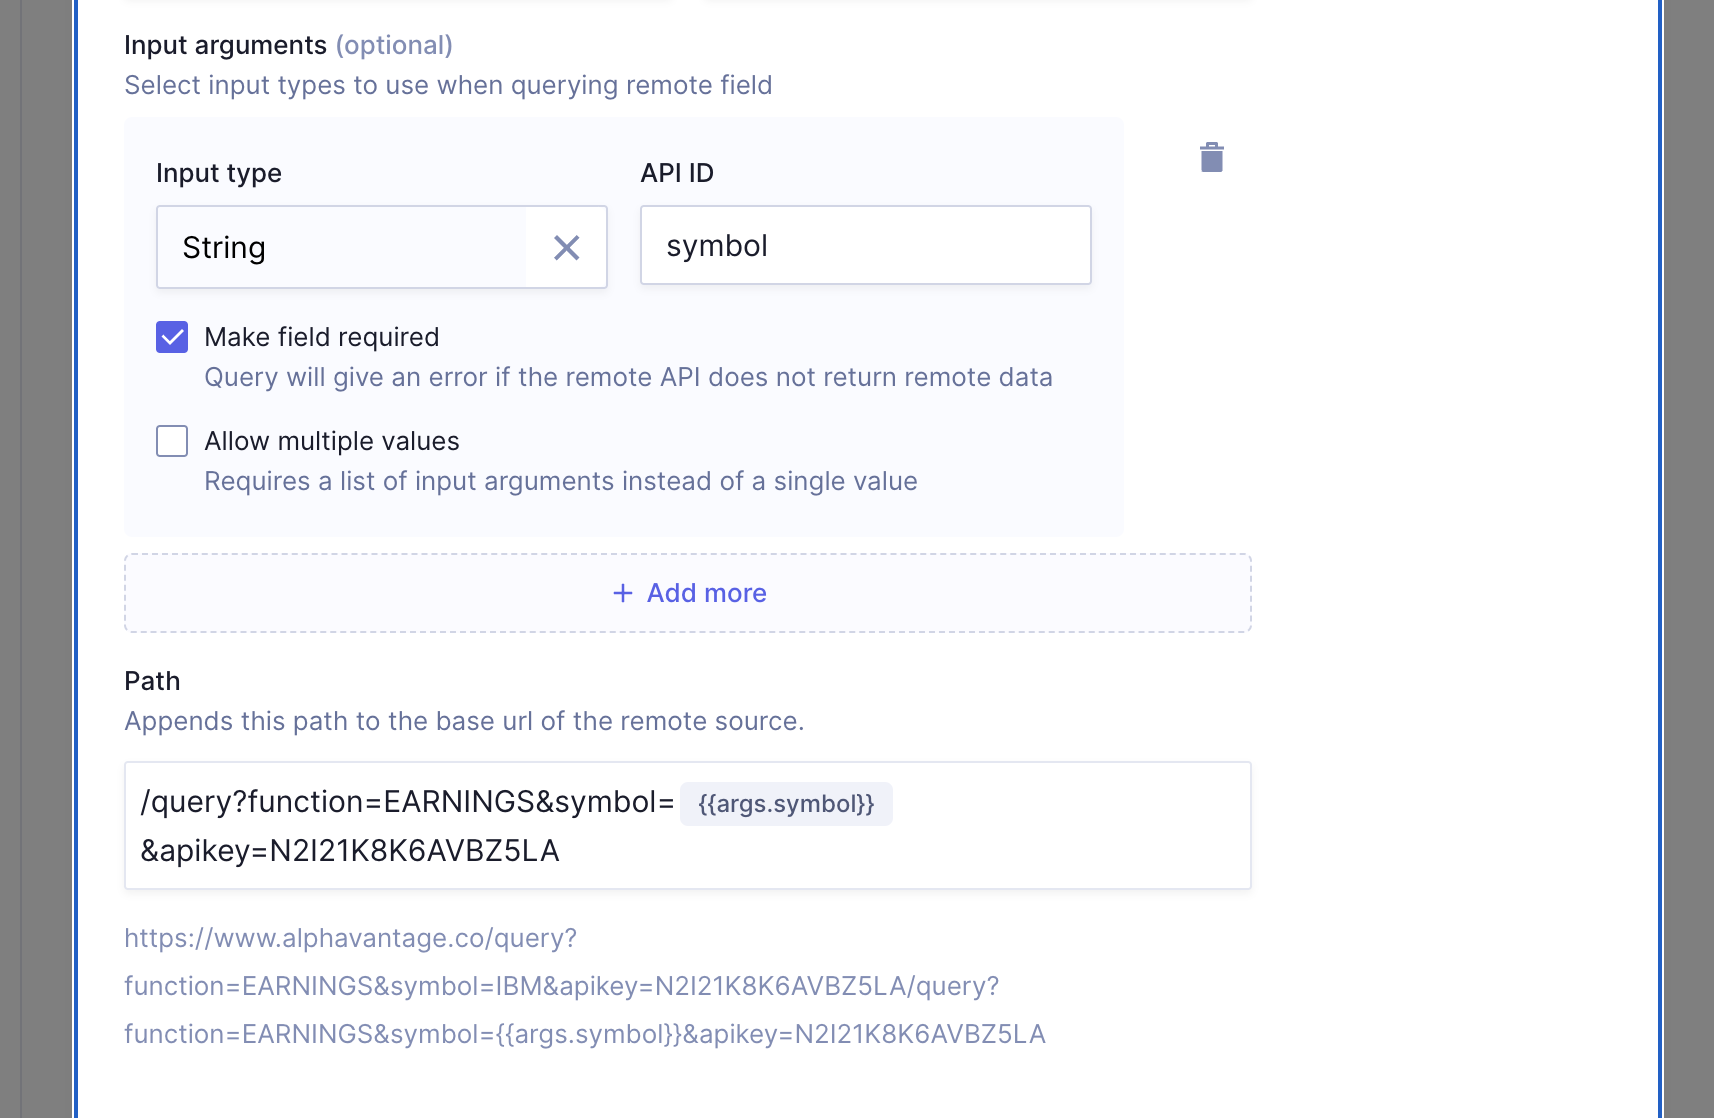 Input arguments (optional)
Select input types to use when querying remote field
Input type
API ID
String
symbol
Make field required
Query will give an error if the remote API does not return remote data
Allow multiple values
Requires a list of input arguments instead of a single value
+ Add more
Path
Appends this path to the base url of the remote source.
/query?function=EARNINGS&symbol= {{args.symbol}}
&apikey=N2I21K8K6AVBZ5LA
https://www.alphavantage.co/query?
function=EARNINGS&symbol=IBM&apikey=N2I21K8K6AVBZ5LA/query?
function=EARNINGS&symbol={{args.symbol}}&apikey=N2I21K8K6AVBZ5LA